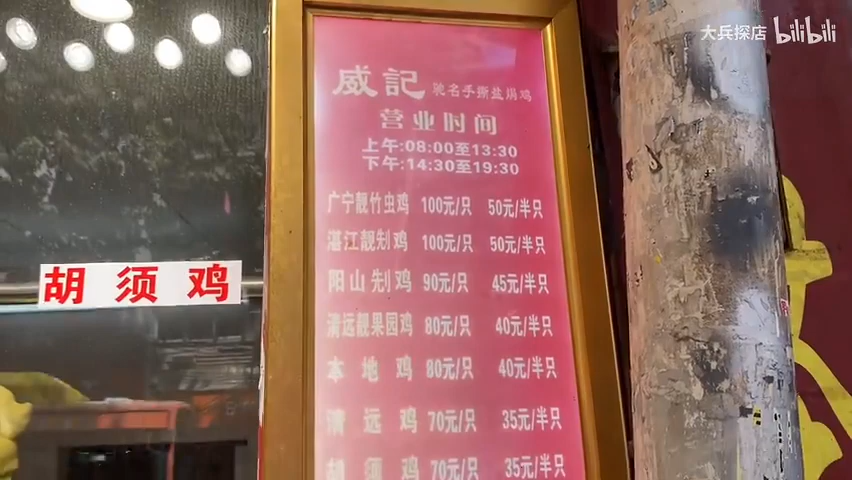 大兵探店 bilibili
威記 驰名手撕盐焗鸡
营业时间
上午:08:00至13:30
下午:14:30至19:30
广宁靓竹虫鸡 100元/只 50元/半只
湛江靓刣鸡 100元/只 50元/半只
阳山刣鸡 90元/只 45元/半只
清远靓果园鸡 80元/只 40元/半只
本地鸡 80元/只 40元/半只
清远鸡 70元/只 35元/半只
胡须鸡 70元/只 35元/半只
胡须鸡